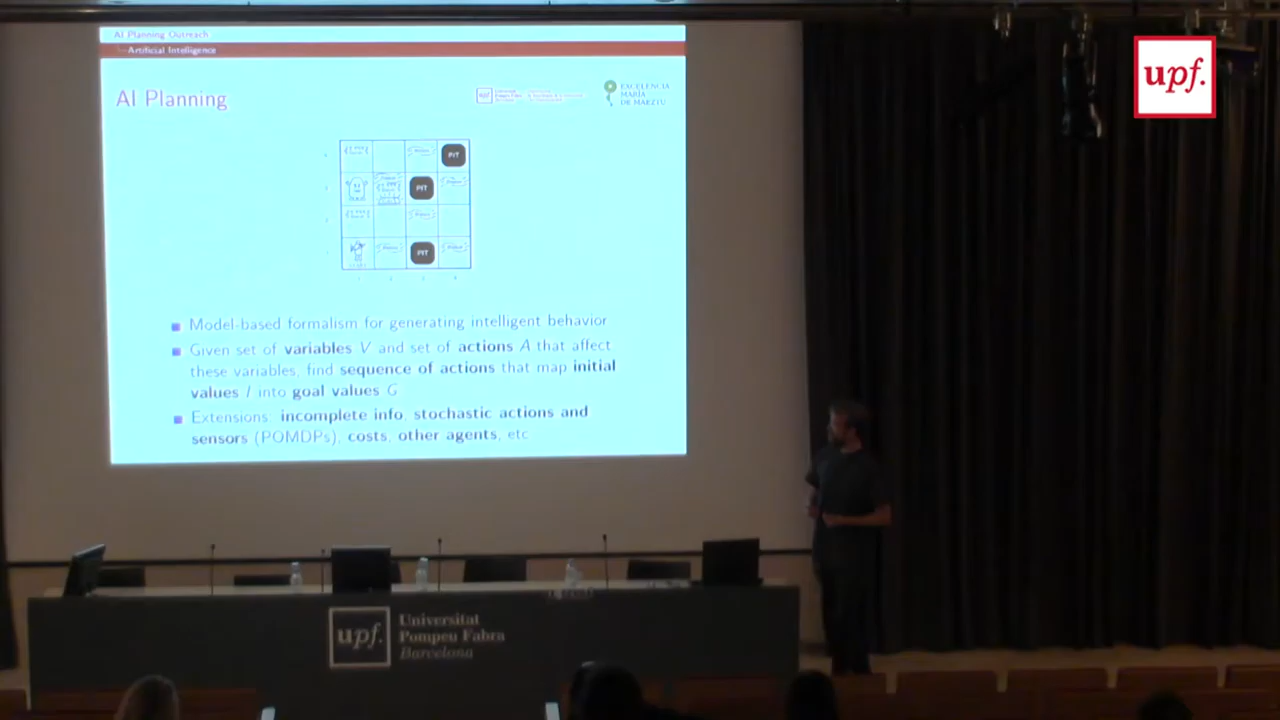 AI Planning Outreach
Artificial Intelligence
AI Planning
upf.
EXCELENCIA
MARÍA
DE MAEZTU
PIT
PIT
PIT
Model-based formalism for generating intelligent behavior
Given set of variables V and set of actions A that affect
these variables, find sequence of actions that map initial
values I into goal values G
Extensions: incomplete info, stochastic actions and
sensors (POMDPs), costs, other agents, etc
upf.
upf.
Universitat
Pompeu Fabra
Barcelona